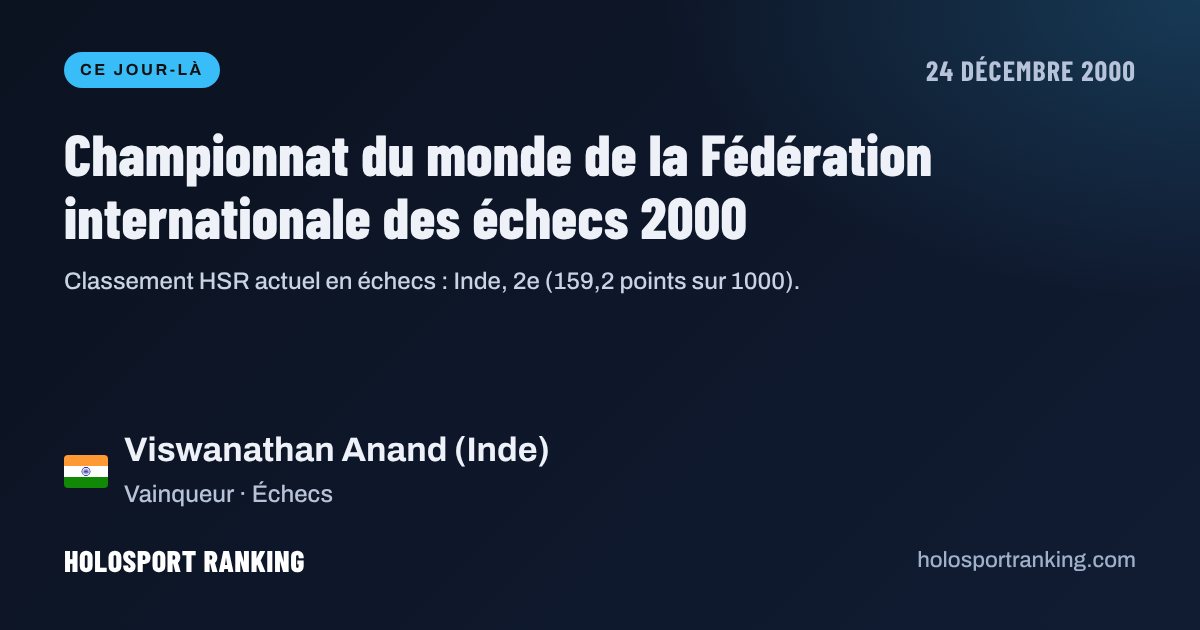 CE JOUR-LÀ
24 DÉCEMBRE 2000
Championnat du monde de la Fédération
internationale des échecs 2000
Classement HSR actuel en échecs : Inde, 2e (159,2 points sur 1000).
Viswanathan Anand (Inde)
Vainqueur · Échecs
HOLOSPORT RANKING
holosportranking.com